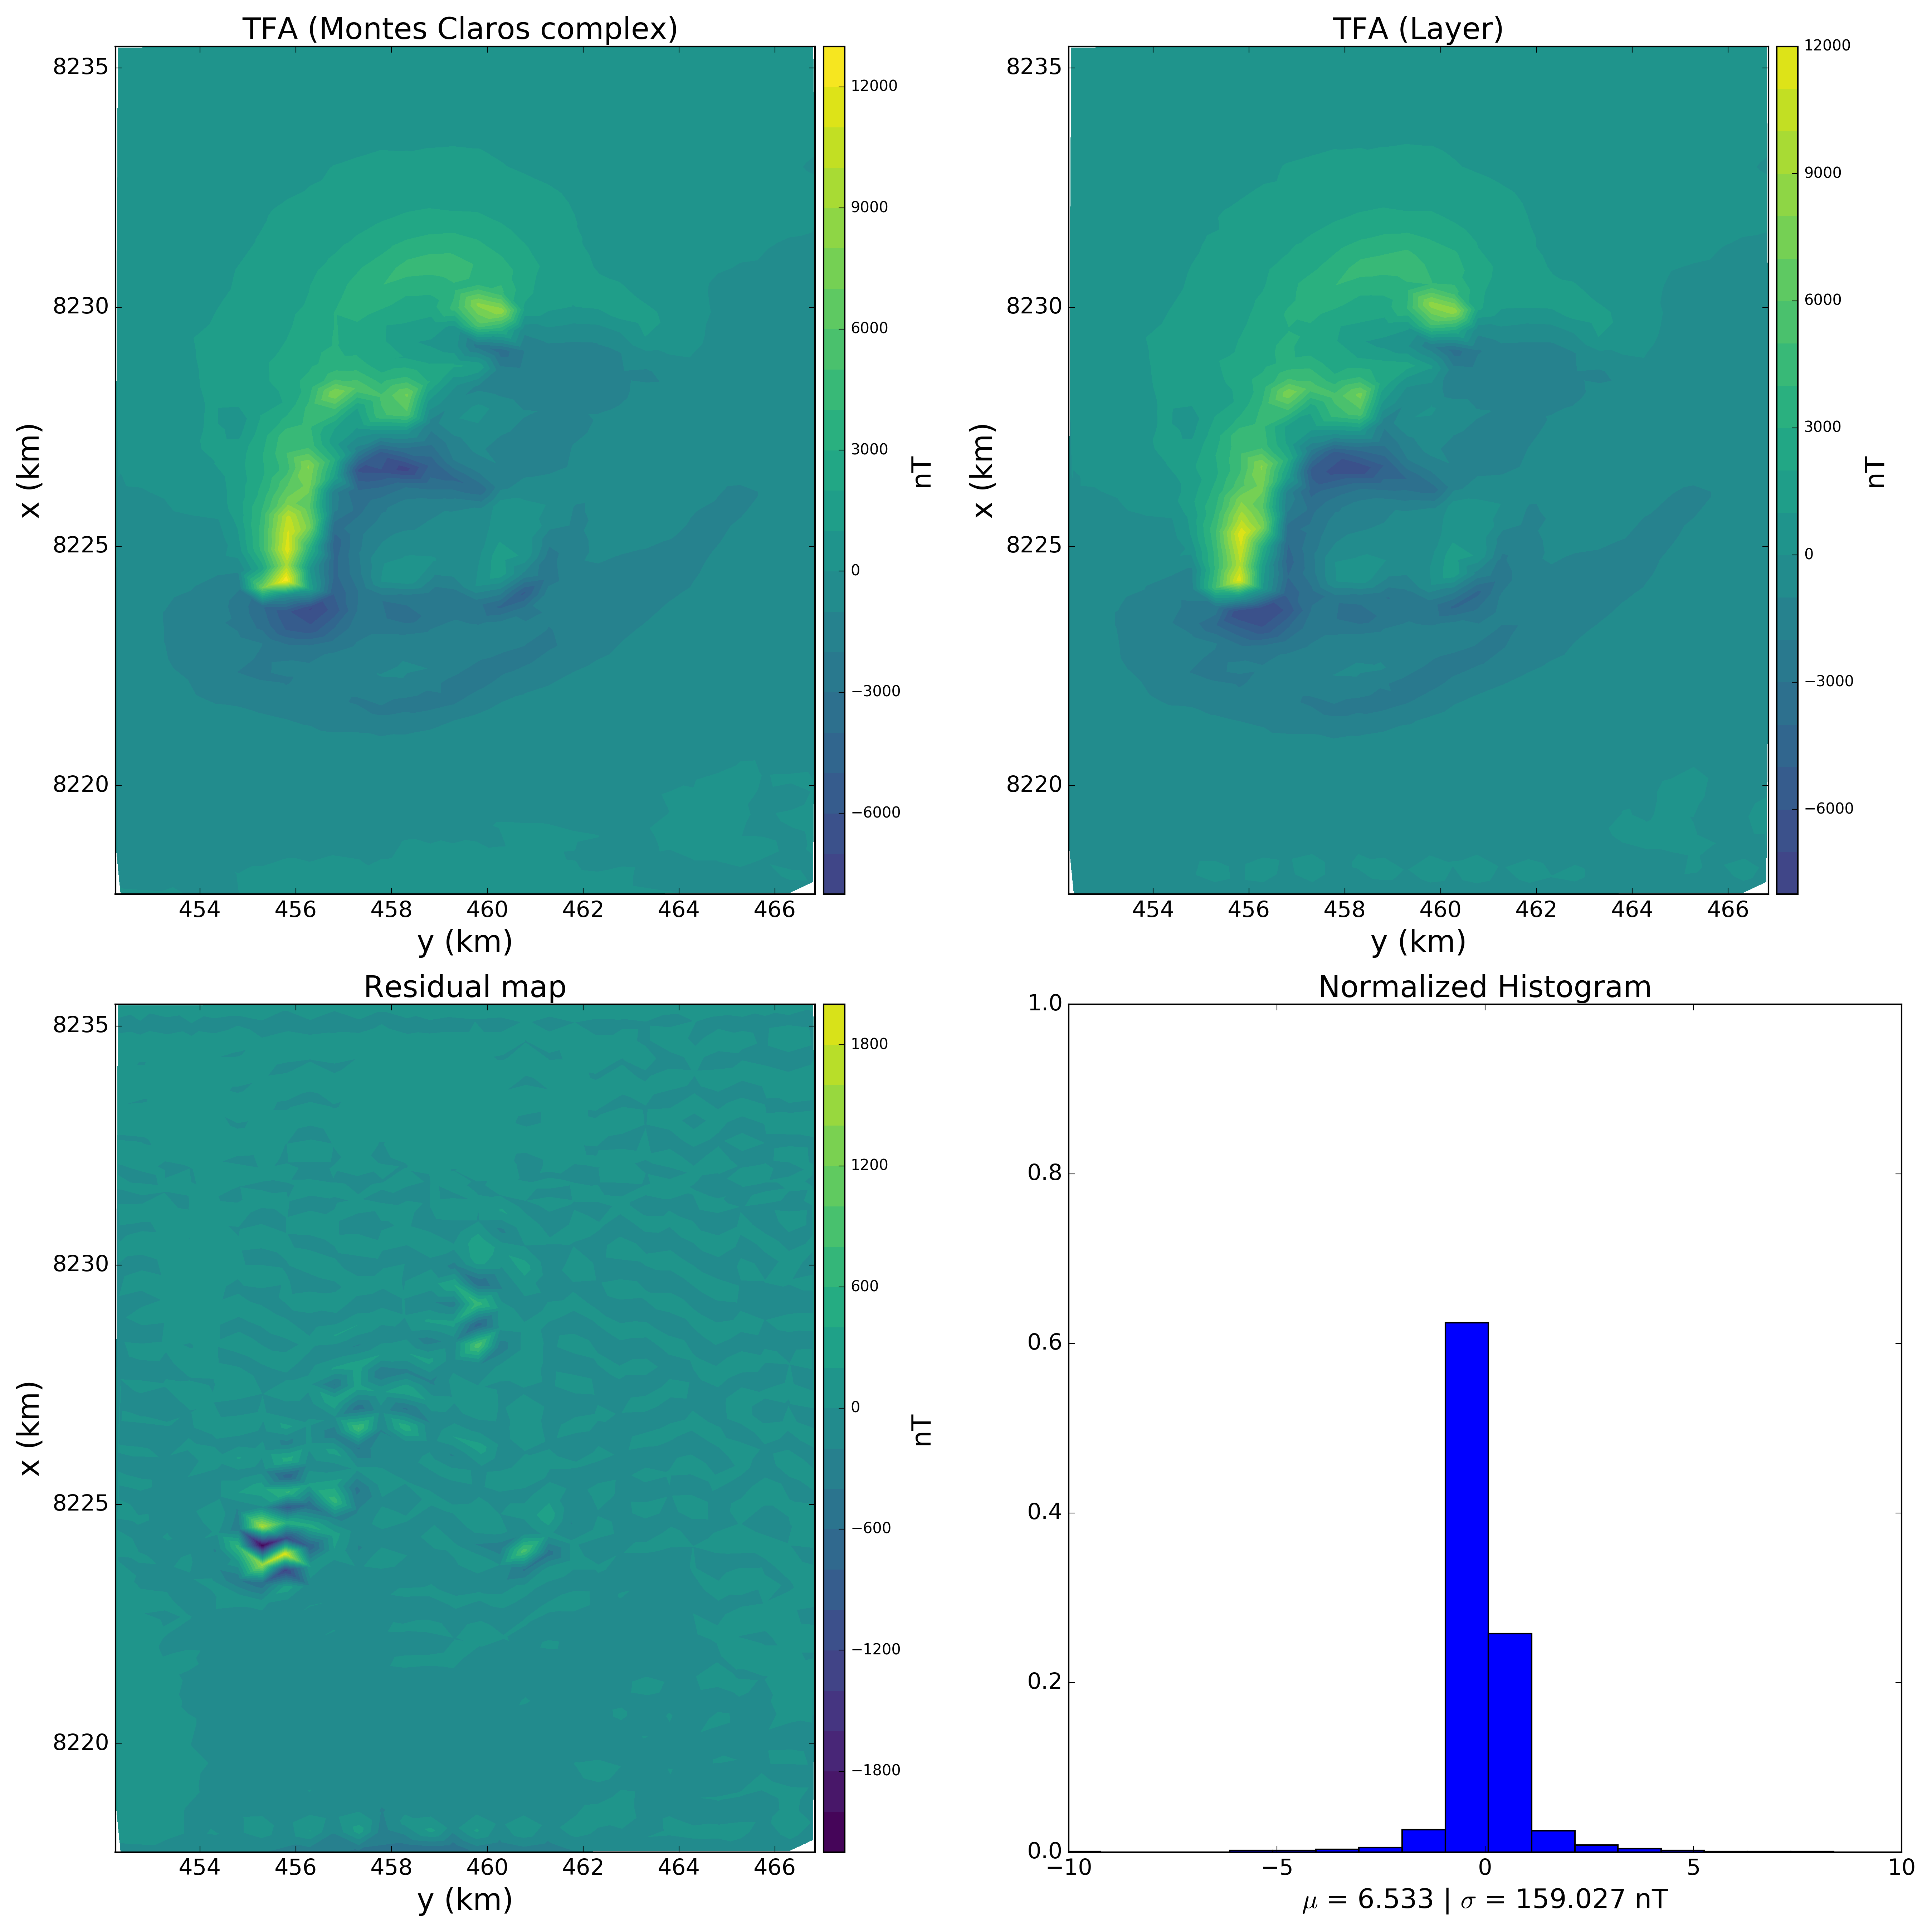 TFA (Montes Claros complex)
8235
8230
8225
8220
x (km)
454 456 458 460 462 464 466
y (km)
12000
9000
6000
3000
0
−3000
−6000
nT
TFA (Layer)
8235
8230
8225
8220
x (km)
454 456 458 460 462 464 466
y (km)
12000
9000
6000
3000
0
−3000
−6000
nT
Residual map
8235
8230
8225
8220
x (km)
454 456 458 460 462 464 466
y (km)
1800
1200
600
0
−600
−1200
−1800
nT
Normalized Histogram
1.0
0.8
0.6
0.4
0.2
0.0
−10 −5 0 5 10
μ = 6.533 | σ = 159.027 nT